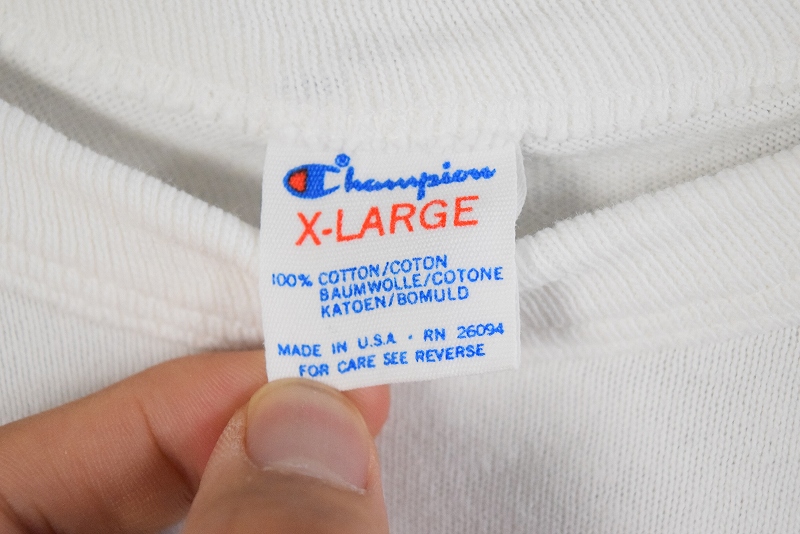 Champion®
X-LARGE
100% COTTON/COTON
BAUMWOLLE/COTONE
KATOEN/BOMULD
MADE IN U.S.A · RN 26094
FOR CARE SEE REVERSE